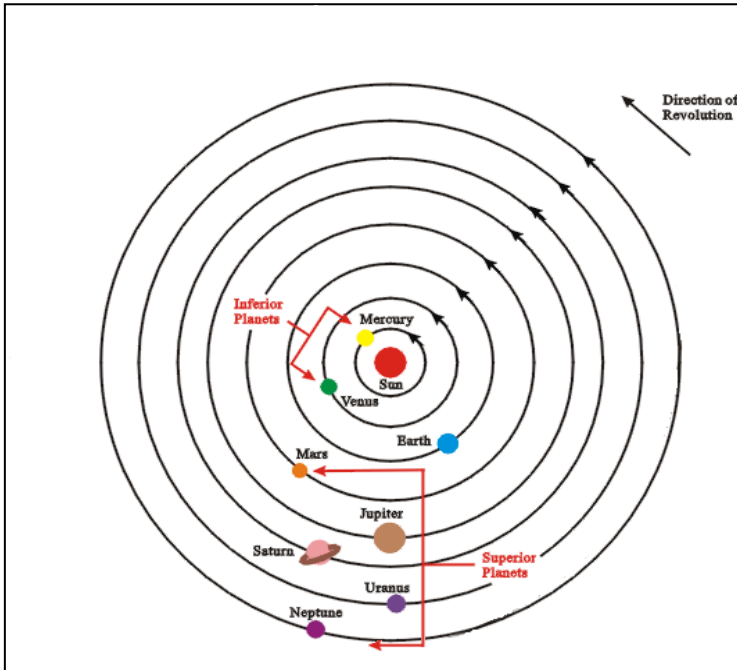 Direction of
Revolution
Inferior
Planets
Mercury
Sun
Venus
Earth
Mars
Jupiter
Saturn
Superior
Planets
Uranus
Neptune